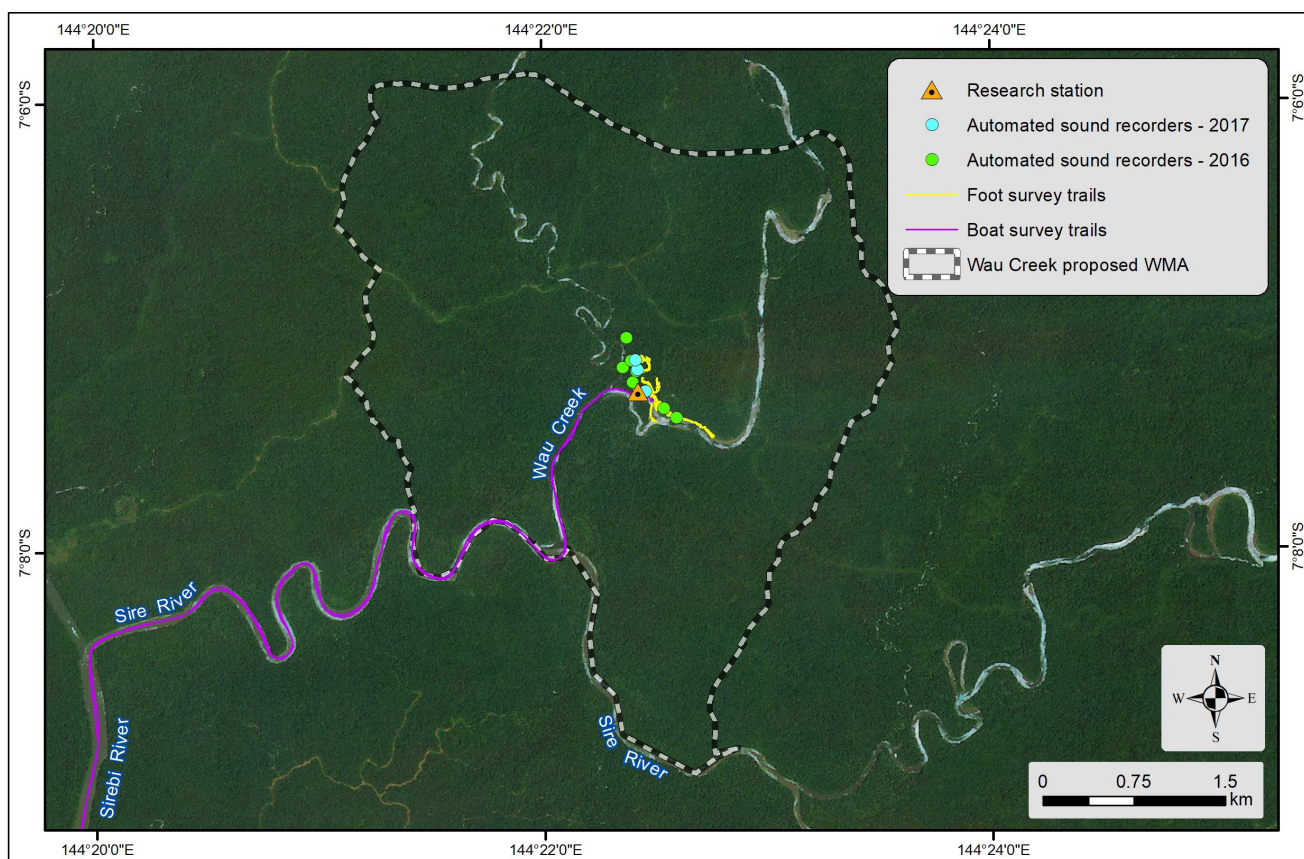 144°20'0"E
144°22'0"E
144°24'0"E
7°6'0"S
7°6'0"S
Research station
Automated sound recorders - 2017
Automated sound recorders - 2016
Foot survey trails
Boat survey trails
Wau Creek proposed WMA
Wau Creek
7°8'0"S
7°8'0"S
Sire River
Sire River
Sirebi River
N
W
E
S
0
0.75
1.5
km
144°20'0"E
144°22'0"E
144°24'0"E